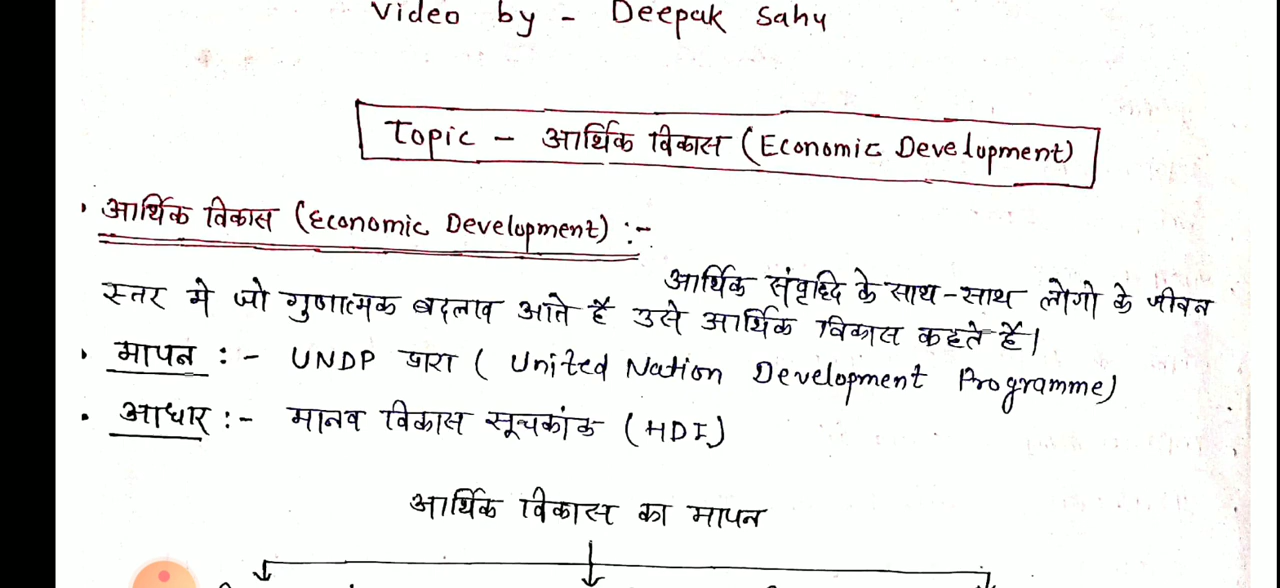 Video by - Deepak Sahu
Topic - आर्थिक विकास (Economic Development)
• आर्थिक विकास (Economic Development) :-
आर्थिक संवृद्धि के साथ-साथ लोगो के जीवन
स्तर मे जो गुणात्मक बदलाव आते है उसे आर्थिक विकास कहते हैं।
• मापन :- UNDP द्वारा ( United Nation Development Programme)
• आधार :- मानव विकास सूचकांक (HDI)
आर्थिक विकास का मापन